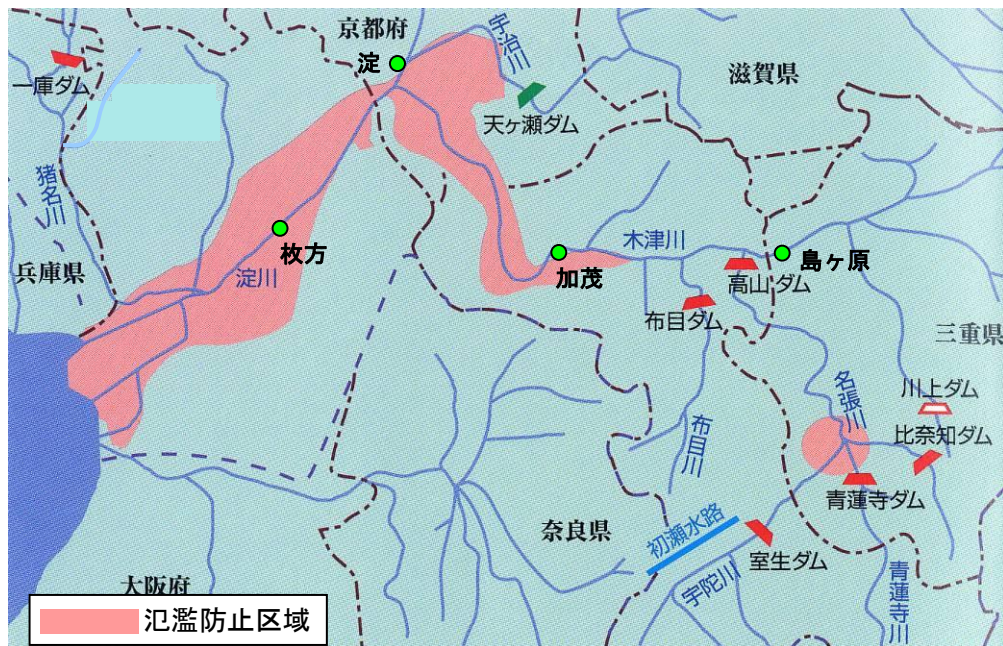 京都府
宇治川
淀
滋賀県
一庫ダム
天ヶ瀬ダム
猪名川
枚方
淀川
兵庫県
木津川
加茂
島ヶ原
高山ダム
布目ダム
三重県
名張川
川上ダム
比奈知ダム
布目川
青蓮寺ダム
奈良県
初瀬水路
室生ダム
宇陀川
青蓮寺川
大阪府
氾濫防止区域